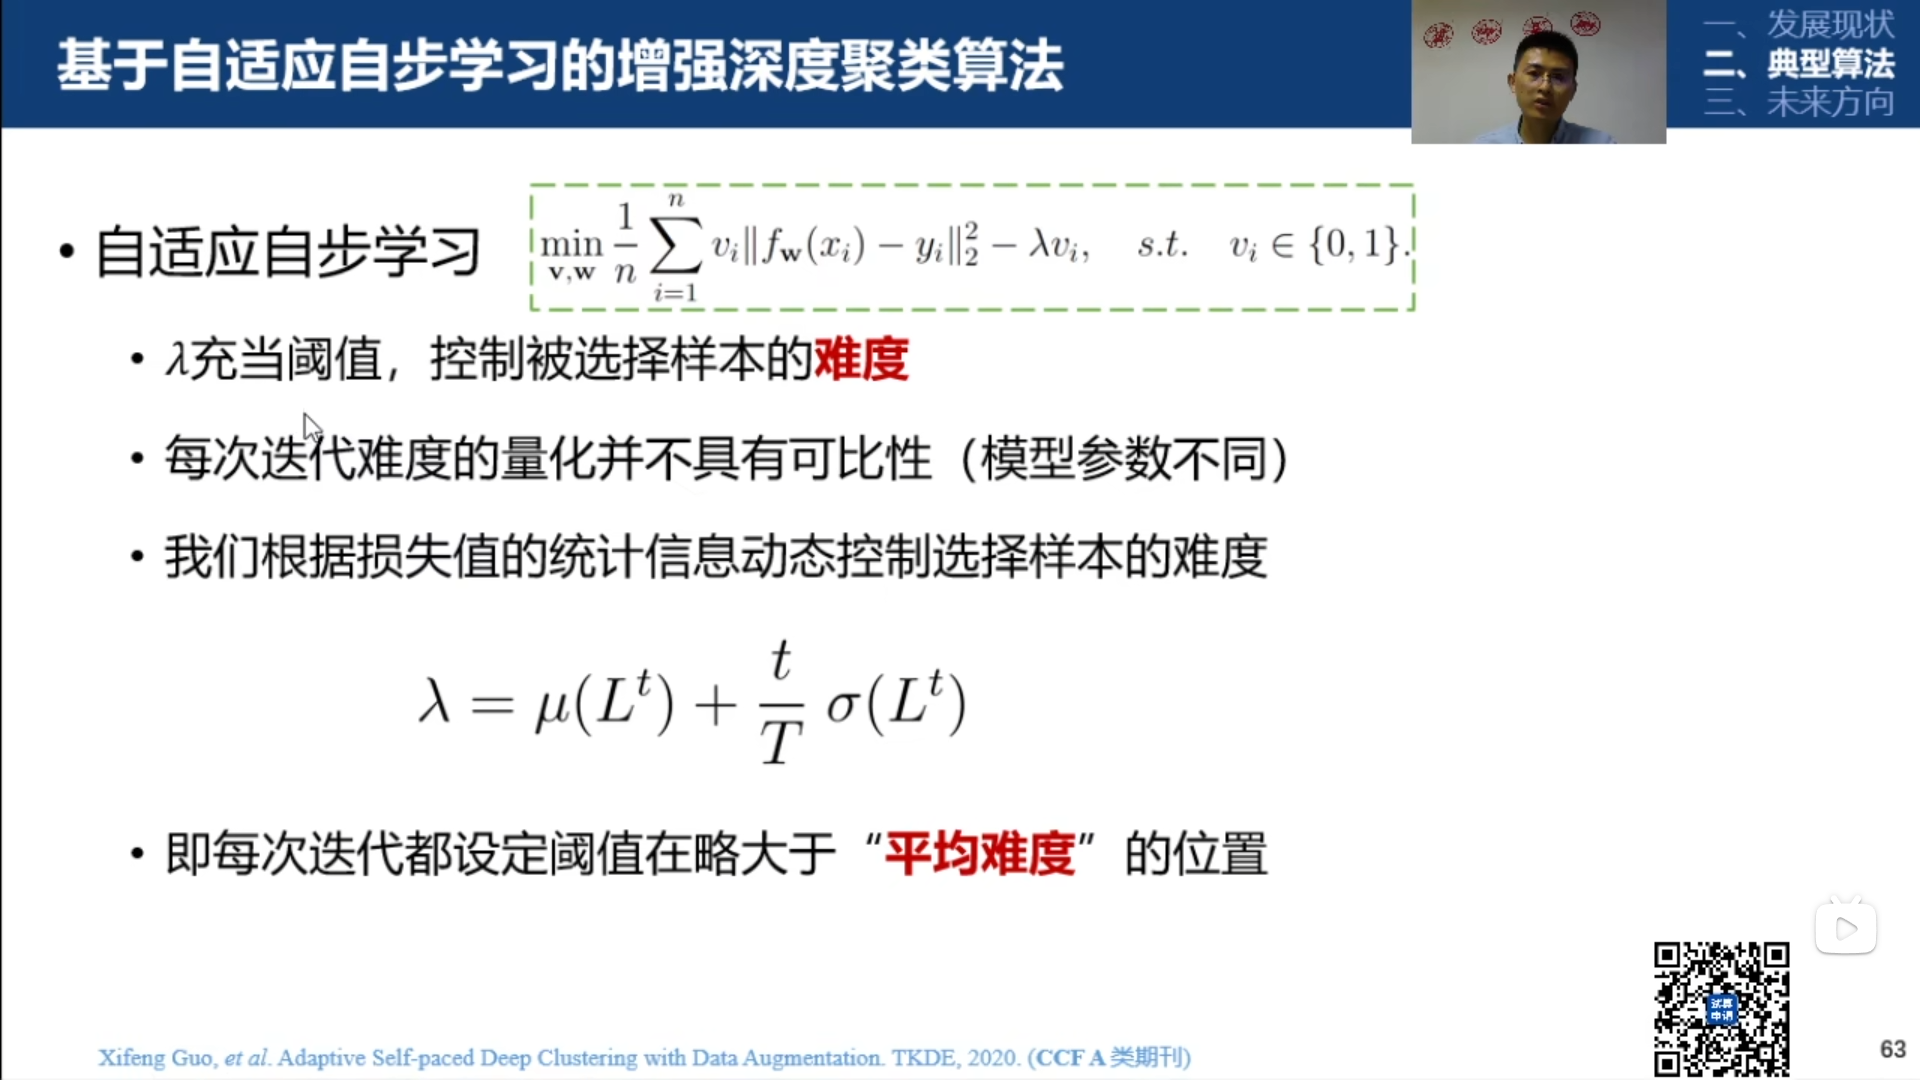 基于自适应自步学习的增强深度聚类算法
一、发展现状
二、典型算法
三、未来方向
• 自适应自步学习
\min_{\mathbf{v},\mathbf{w}} \frac{1}{n} \sum_{i=1}^{n} v_i \| f_{\mathbf{w}}(x_i) - y_i \|_2^2 - \lambda v_i, \quad s.t. \quad v_i \in \{0, 1\}.
• λ充当阈值，控制被选择样本的难度
• 每次迭代难度的量化并不具有可比性（模型参数不同）
• 我们根据损失值的统计信息动态控制选择样本的难度
\lambda = \mu(L^t) + \frac{t}{T} \sigma(L^t)
• 即每次迭代都设定阈值在略大于“平均难度”的位置
试算
申请
Xifeng Guo, et al. Adaptive Self-paced Deep Clustering with Data Augmentation. TKDE, 2020. (CCF A 类期刊)
63